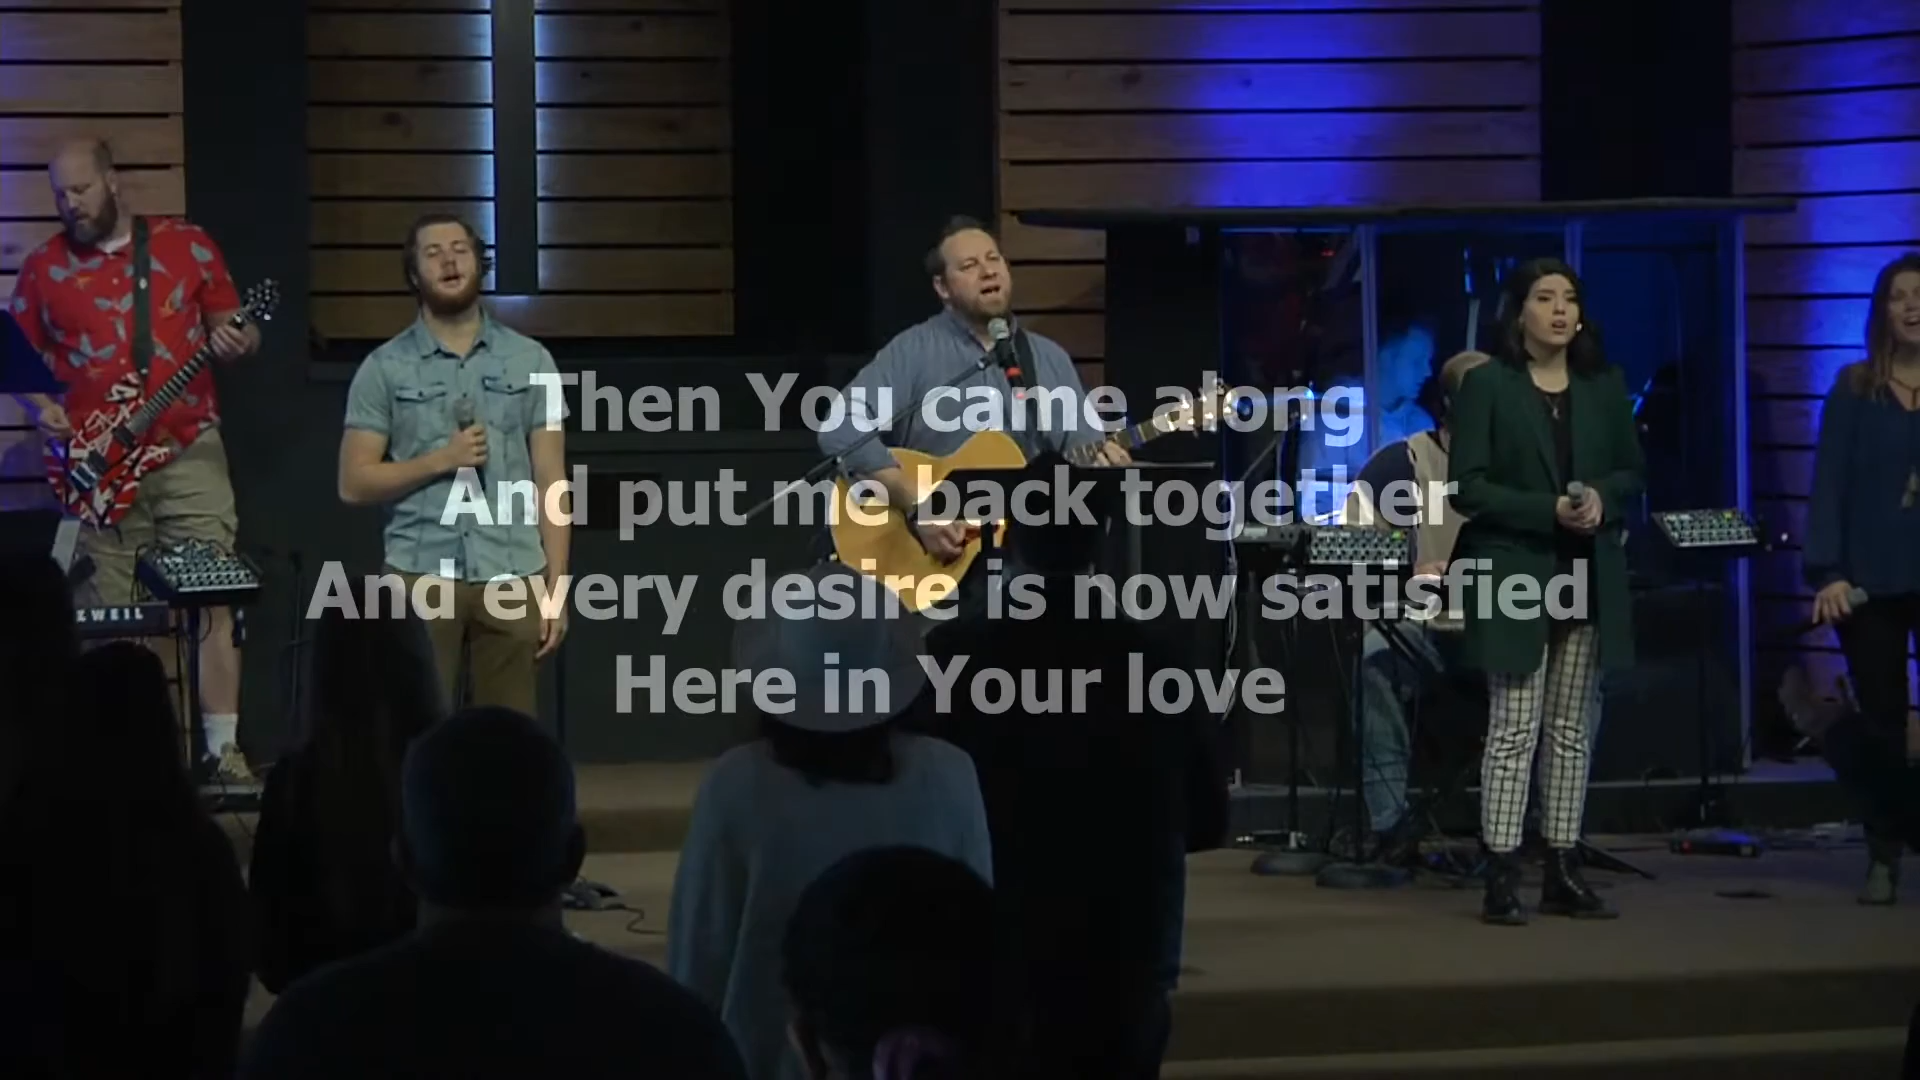 Then You came along
And put me back together
And every desire is now satisfied
Here in Your love
ZWEIL